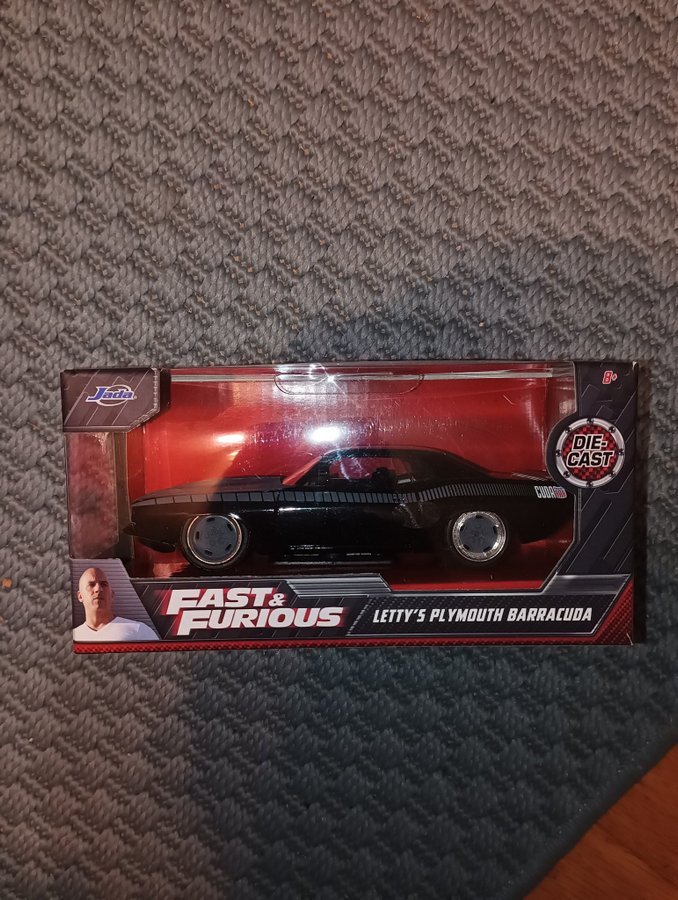 Jada
8+
DIE-
CAST
CUDA
FAST &
FURIOUS
LETTY'S PLYMOUTH BARRACUDA